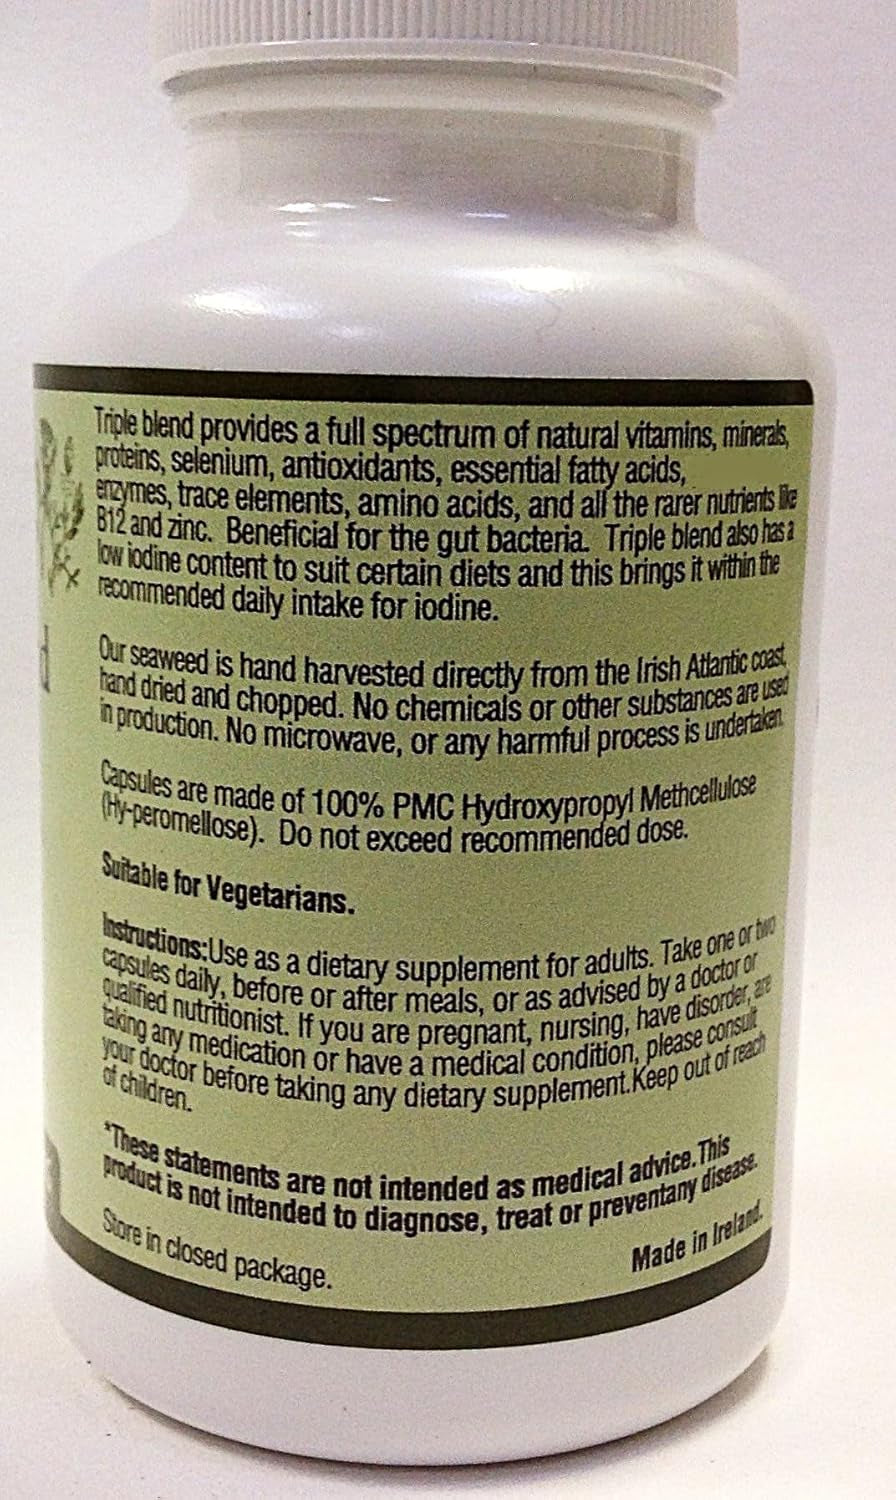 Triple blend provides a full spectrum of natural vitamins, minerals,
proteins, selenium, antioxidants, essential fatty acids,
enzymes, trace elements, amino acids, and all the rarer nutrients like
B12 and zinc. Beneficial for the gut bacteria. Triple blend also has a
low iodine content to suit certain diets and this brings it within the
recommended daily intake for iodine.
Our seaweed is hand harvested directly from the Irish Atlantic coast,
hand dried and chopped. No chemicals or other substances are used
in production. No microwave, or any harmful process is undertaken.
Capsules are made of 100% PMC Hydroxypropyl Methcellulose
(Hy-peromellose). Do not exceed recommended dose.
Suitable for Vegetarians.
Instructions:Use as a dietary supplement for adults. Take one or two
capsules daily, before or after meals, or as advised by a doctor or
qualified nutritionist. If you are pregnant, nursing, have disorder, are
taking any medication or have a medical condition, please consult
your doctor before taking any dietary supplement.Keep out of reach
of children.
*These statements are not intended as medical advice.This
product is not intended to diagnose, treat or preventany disease.
Store in closed package.
Made in Ireland.